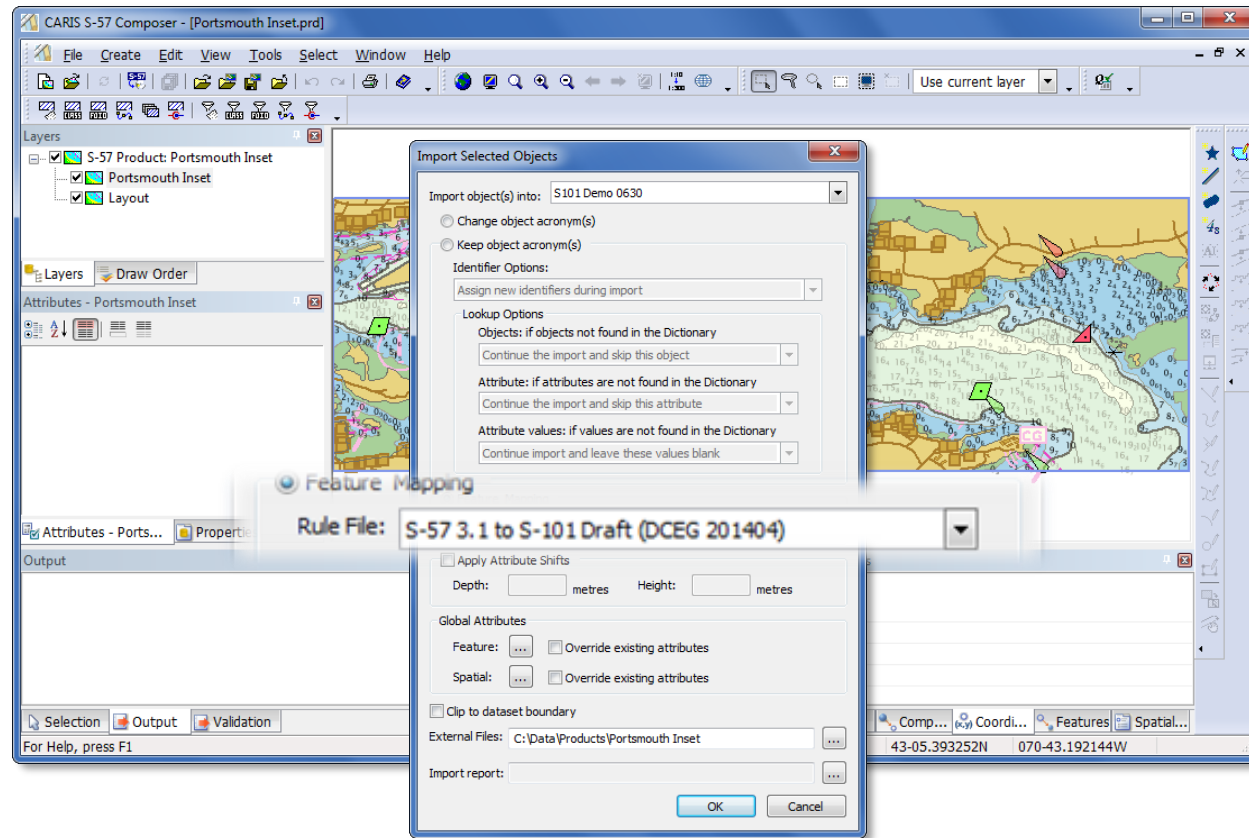 CARIS S-57 Composer - [Portsmouth Inset.prd]
File Create Edit View Tools Select Window Help
Use current layer
Layers
S-57 Product: Portsmouth Inset
Portsmouth Inset
Layout
Layers Draw Order
Attributes - Portsmouth Inset
Attributes - Ports...
Output
Selection Output Validation
For Help, press F1
Import Selected Objects
Import object(s) into: S101 Demo 0630
Change object acronym(s)
Keep object acronym(s)
Identifier Options:
Assign new identifiers during import
Lookup Options
Objects: if objects not found in the Dictionary
Continue the import and skip this object
Attribute: if attributes are not found in the Dictionary
Continue the import and skip this attribute
Attribute values: if values are not found in the Dictionary
Continue import and leave these values blank
Feature Mapping
Rule File: S-57 3.1 to S-101 Draft (DCEG 201404)
Apply Attribute Shifts
Depth: metres Height: metres
Global Attributes
Feature: ... Override existing attributes
Spatial: ... Override existing attributes
Clip to dataset boundary
External Files: C:\Data\Products\Portsmouth Inset ...
Import report: ...
OK Cancel
CG
Comp... Coordi... Features Spatial...
43-05.393252N 070-43.192144W